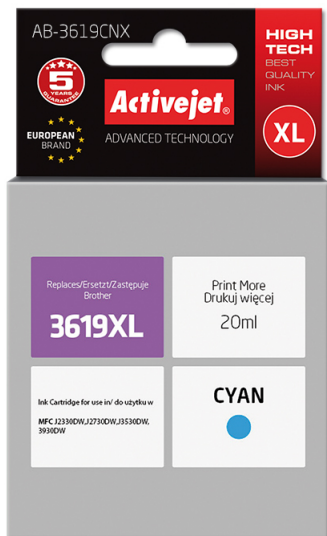 AB-3619CNX
HIGH
TECH
BEST
QUALITY
INK
5
YEARS
GUARANTEE
Activejet®
EUROPEAN
BRAND
ADVANCED TECHNOLOGY
XL
Replaces/Ersetzt/Zastępuje
Brother
3619XL
Print More
Drukuj więcej
20ml
Ink Cartridge for use in/ do użytku w
MFC J2330DW,J2730DW,J3530DW,
3930DW
CYAN